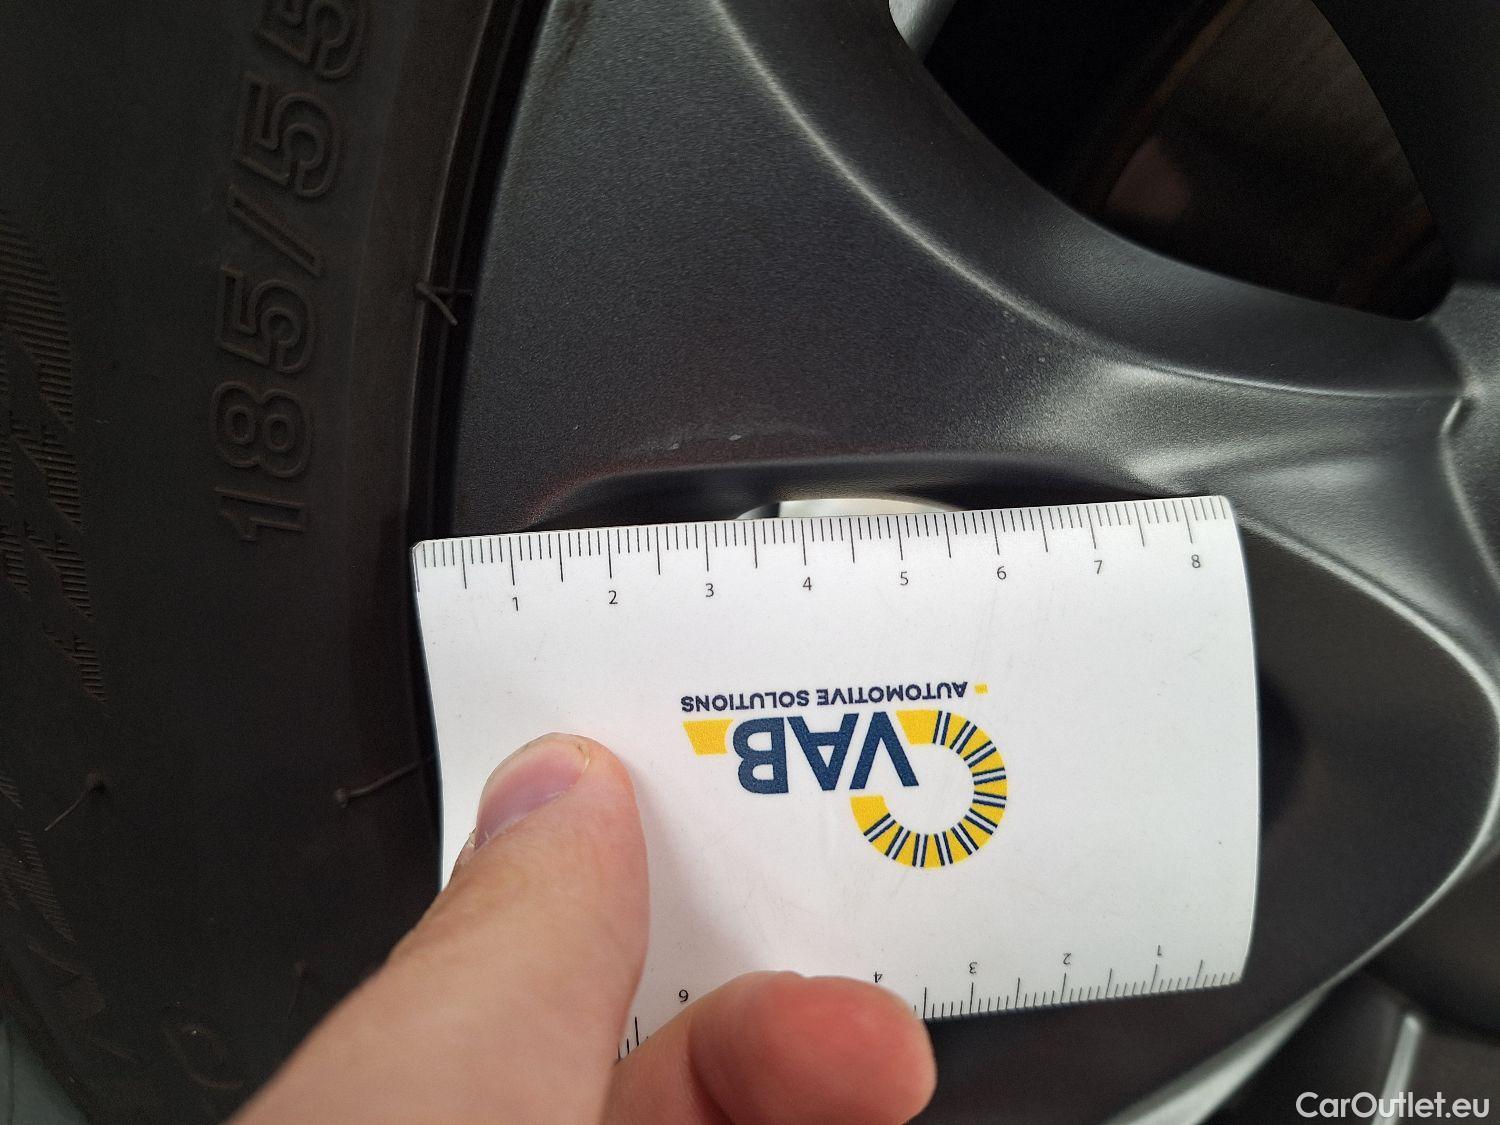 185/55
1 2 3 4 5 6 7 8
VAB
AUTOMOTIVE SOLUTIONS
1 2 3 4 6
CarOutlet.eu